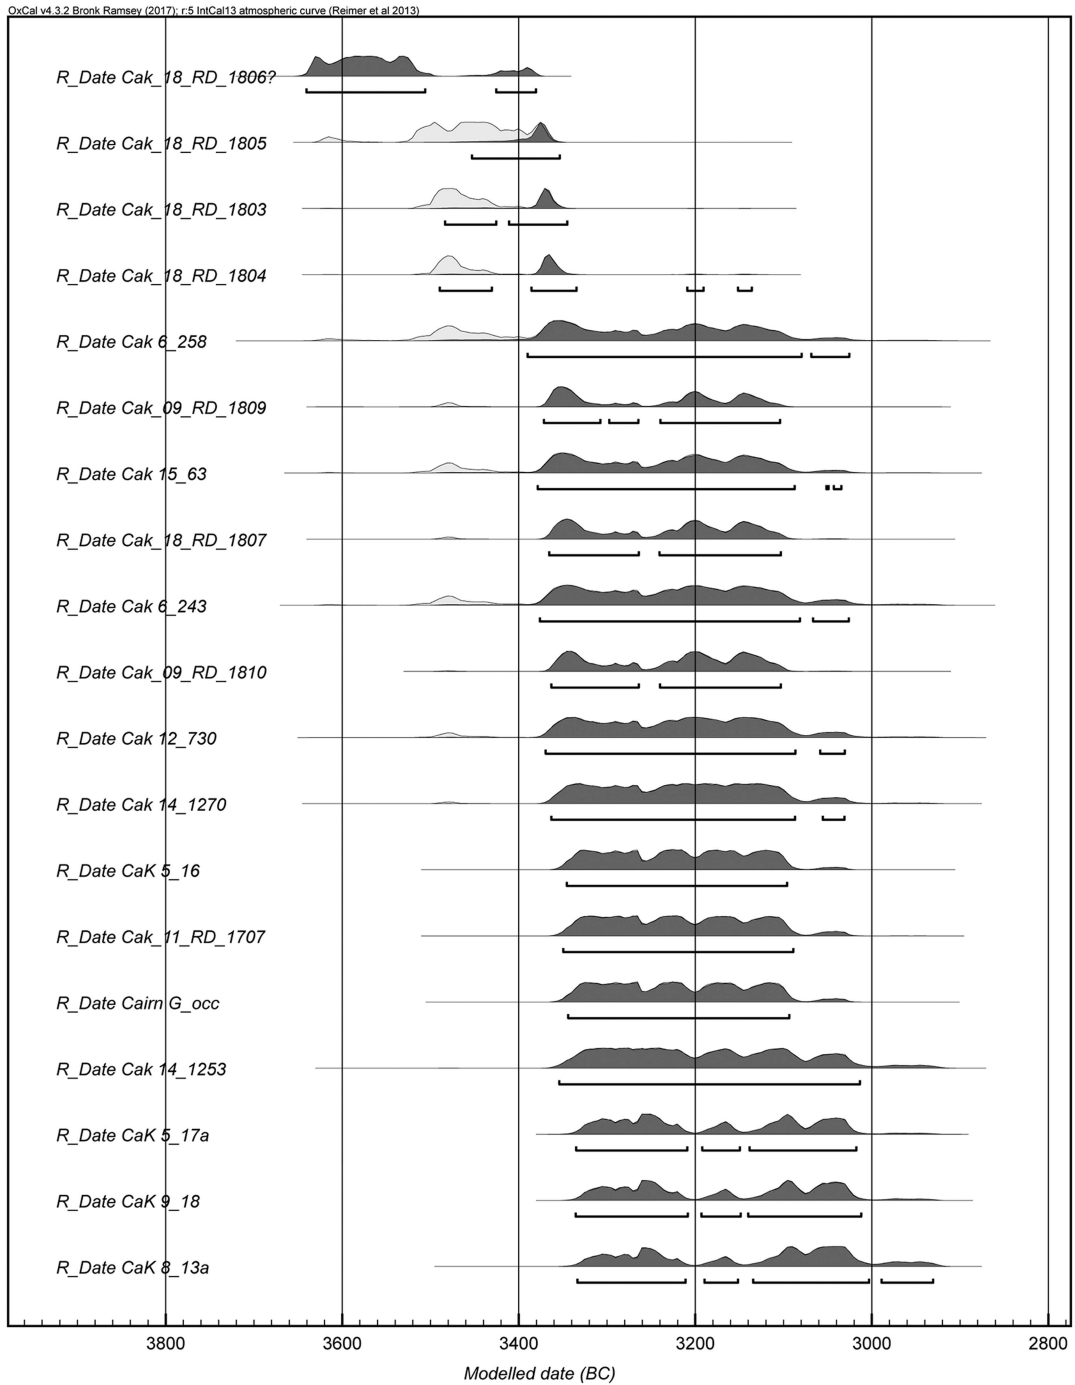 OxCal v4.3.2 Bronk Ramsey (2017); r:5 IntCal13 atmospheric curve (Reimer et al 2013)
R_Date Cak_18_RD_1806?
R_Date Cak_18_RD_1805
R_Date Cak_18_RD_1803
R_Date Cak_18_RD_1804
R_Date Cak 6_258
R_Date Cak_09_RD_1809
R_Date Cak 15_63
R_Date Cak_18_RD_1807
R_Date Cak 6_243
R_Date Cak_09_RD_1810
R_Date Cak 12_730
R_Date Cak 14_1270
R_Date CaK 5_16
R_Date Cak_11_RD_1707
R_Date Cairn G_occ
R_Date Cak 14_1253
R_Date CaK 5_17a
R_Date CaK 9_18
R_Date CaK 8_13a
3800 3600 3400 3200 3000 2800
Modelled date (BC)